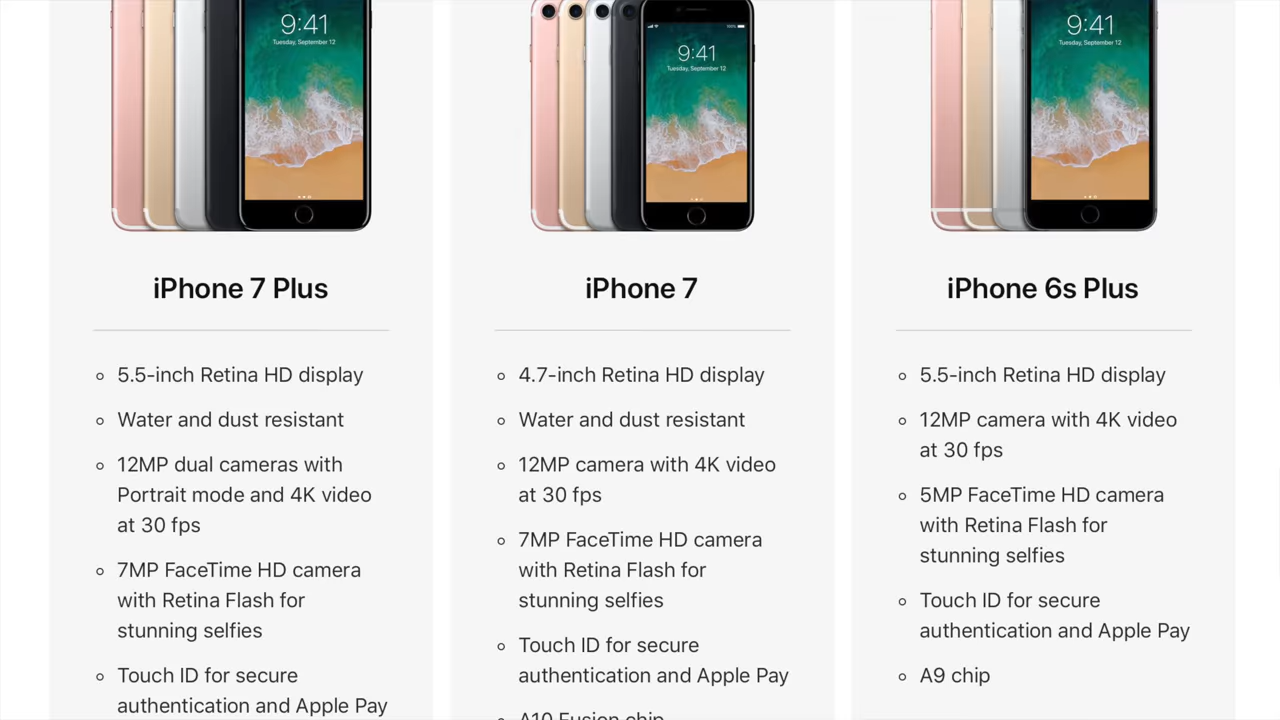 9:41
Tuesday, September 12
9:41
Tuesday, September 12
9:41
Tuesday, September 12
iPhone 7 Plus
5.5-inch Retina HD display
Water and dust resistant
12MP dual cameras with
Portrait mode and 4K video
at 30 fps
7MP FaceTime HD camera
with Retina Flash for
stunning selfies
Touch ID for secure
authentication and Apple Pay
iPhone 7
4.7-inch Retina HD display
Water and dust resistant
12MP camera with 4K video
at 30 fps
7MP FaceTime HD camera
with Retina Flash for
stunning selfies
Touch ID for secure
authentication and Apple Pay
A10 Fusion chip
iPhone 6s Plus
5.5-inch Retina HD display
12MP camera with 4K video
at 30 fps
5MP FaceTime HD camera
with Retina Flash for
stunning selfies
Touch ID for secure
authentication and Apple Pay
A9 chip